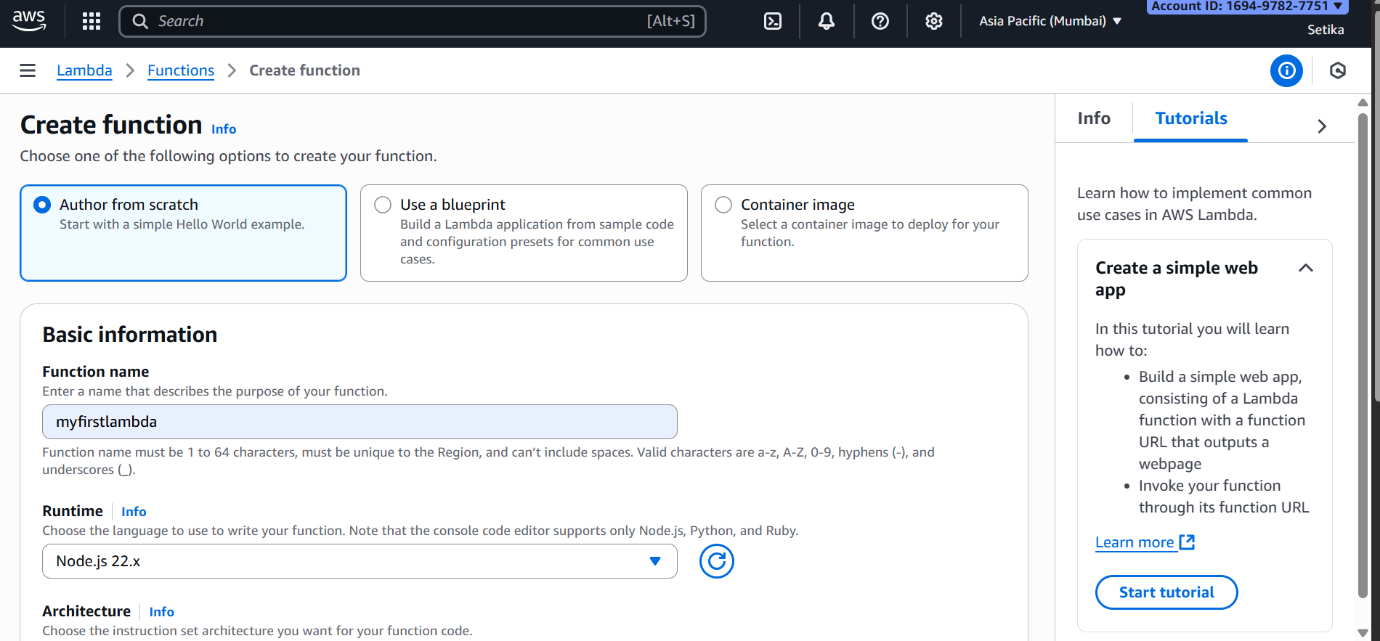 aws
Search
[Alt+S]
Asia Pacific (Mumbai) ▼
Account ID: 1694-9782-7751 ▼
Setika
Lambda > Functions > Create function
Create function Info
Choose one of the following options to create your function.
Author from scratch
Start with a simple Hello World example.
Use a blueprint
Build a Lambda application from sample code
and configuration presets for common use
cases.
Container image
Select a container image to deploy for your
function.
Basic information
Function name
Enter a name that describes the purpose of your function.
myfirstlambda
Function name must be 1 to 64 characters, must be unique to the Region, and can't include spaces. Valid characters are a-z, A-Z, 0-9, hyphens (-), and
underscores (_).
Runtime Info
Choose the language to use to write your function. Note that the console code editor supports only Node.js, Python, and Ruby.
Node.js 22.x
Architecture Info
Choose the instruction set architecture you want for your function code.
Info
Tutorials
Learn how to implement common
use cases in AWS Lambda.
Create a simple web
app
In this tutorial you will learn
how to:
• Build a simple web app,
consisting of a Lambda
function with a function
URL that outputs a
webpage
• Invoke your function
through its function URL
Learn more
Start tutorial